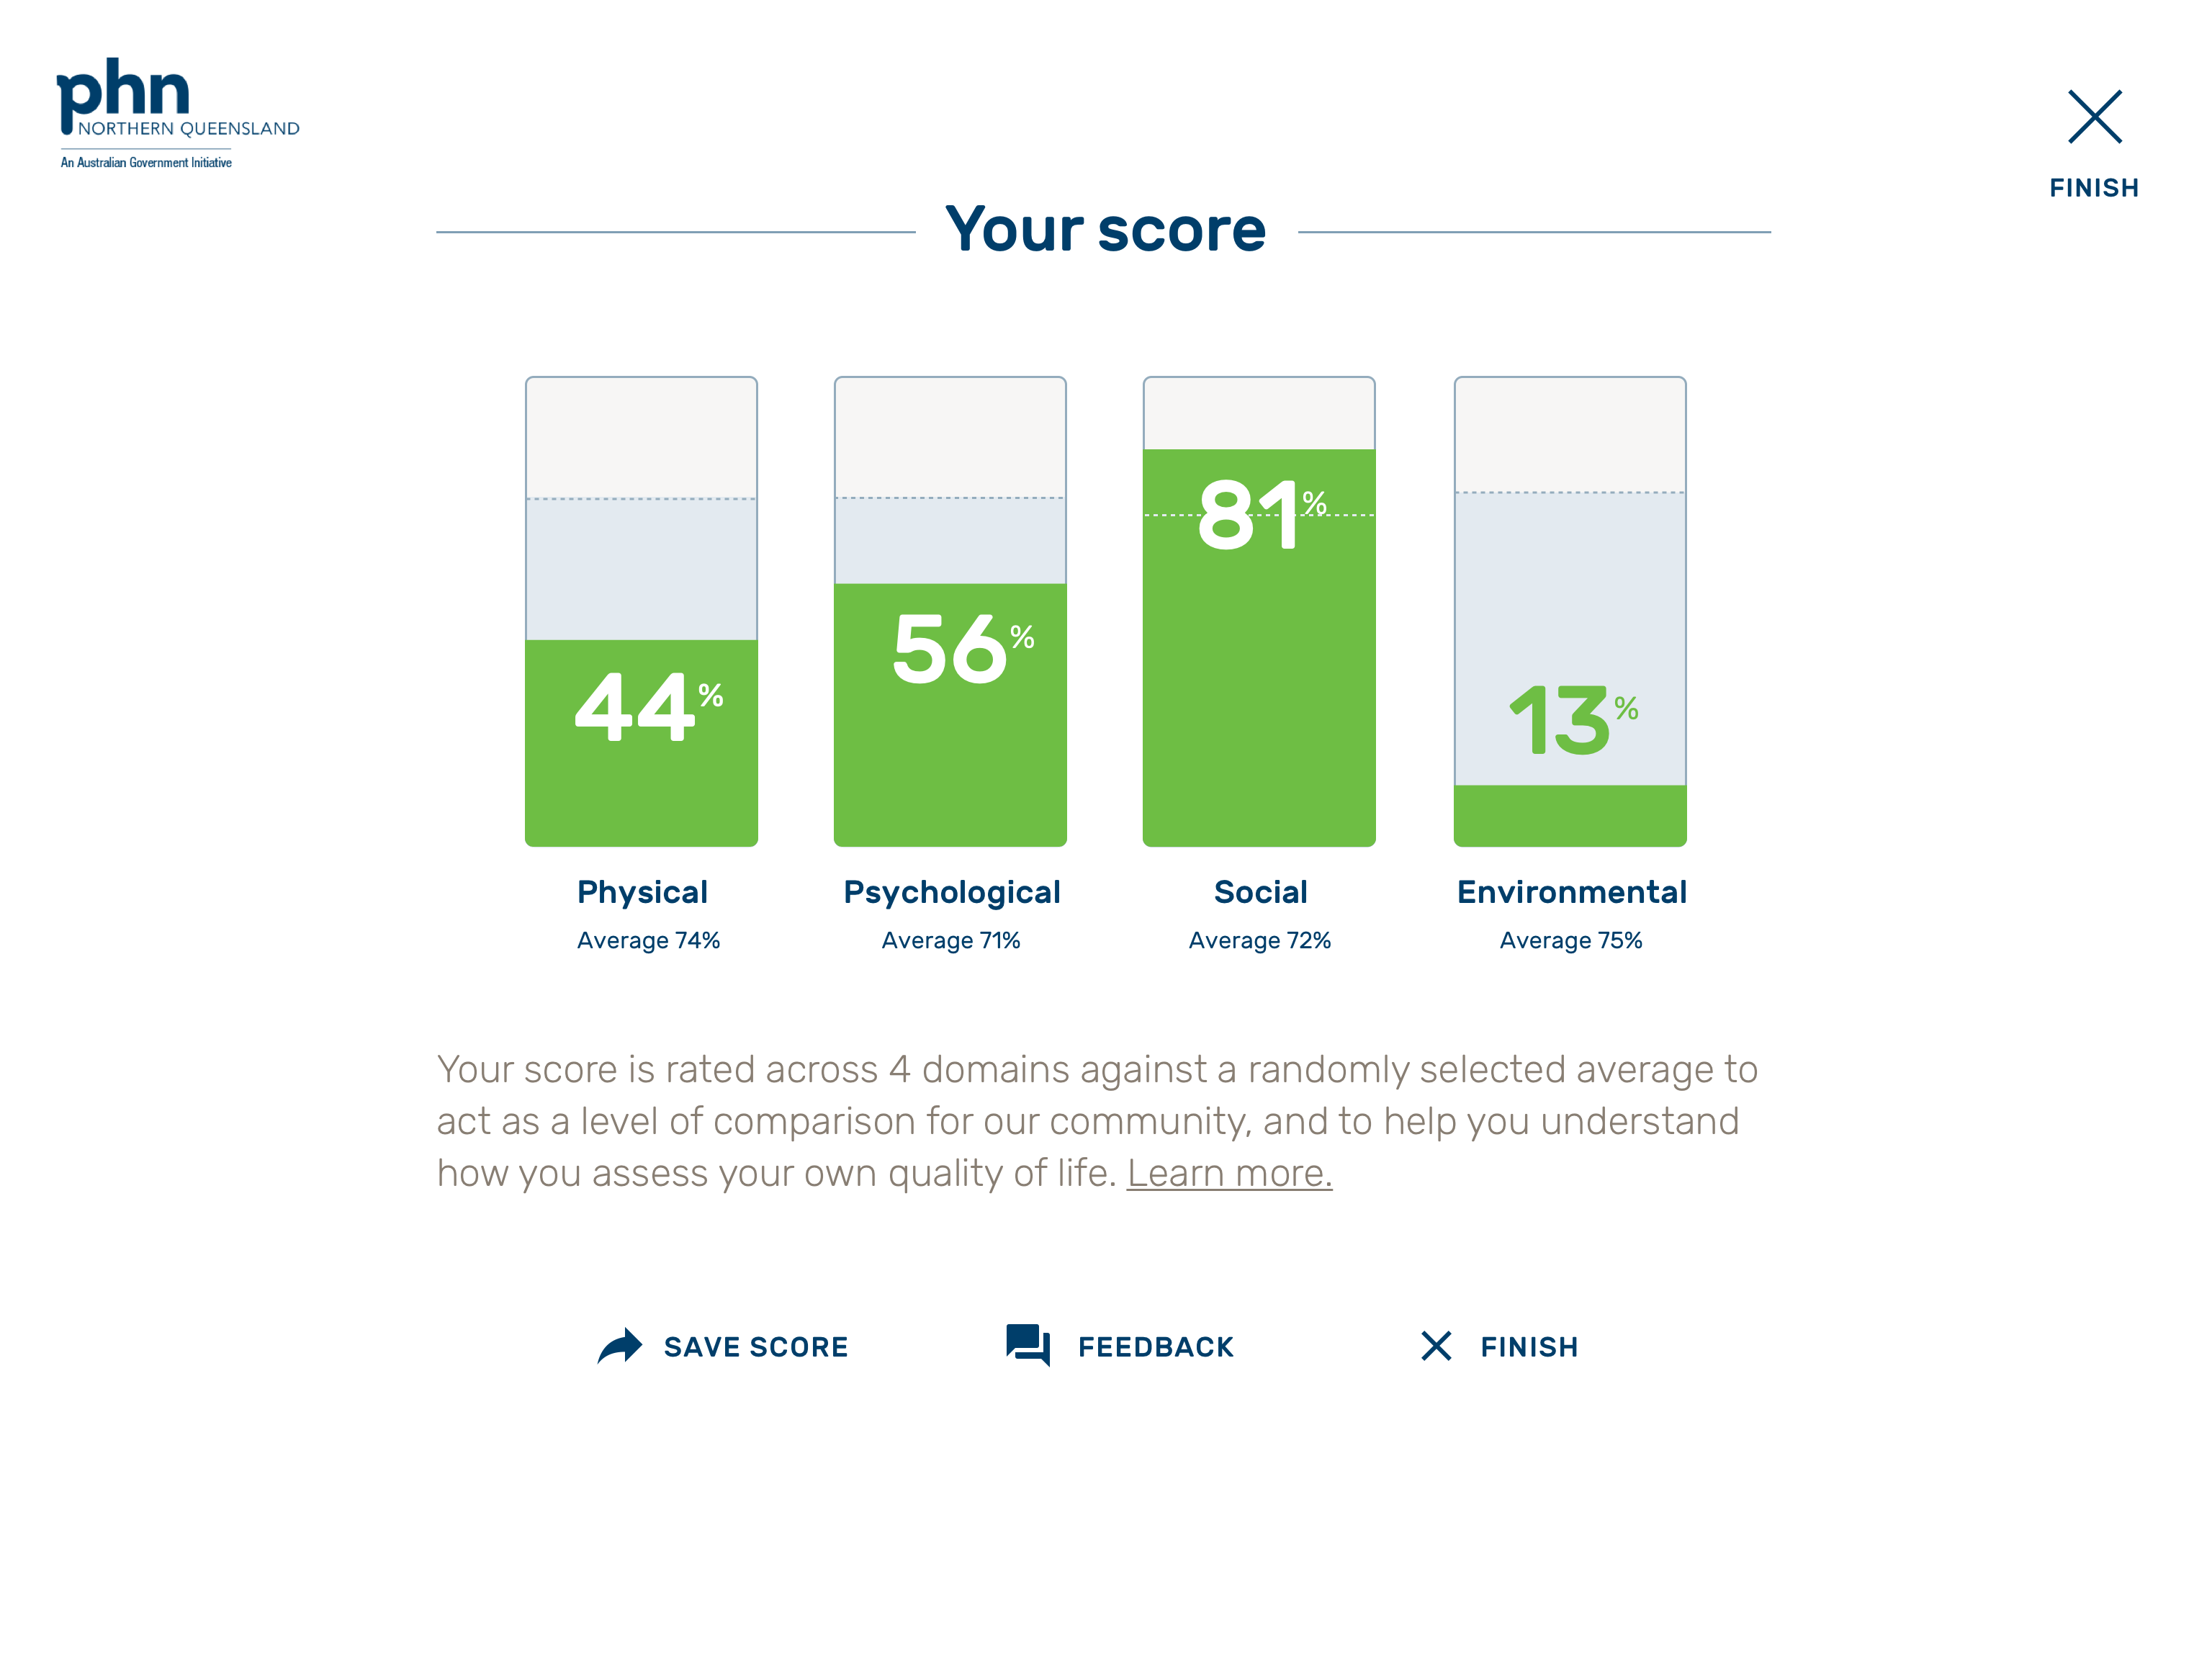 phn
NORTHERN QUEENSLAND
An Australian Government Initiative
FINISH
Your score
44%
56%
81%
13%
Physical
Psychological
Social
Environmental
Average 74%
Average 71%
Average 72%
Average 75%
Your score is rated across 4 domains against a randomly selected average to
act as a level of comparison for our community, and to help you understand
how you assess your own quality of life. Learn more.
SAVE SCORE
FEEDBACK
FINISH